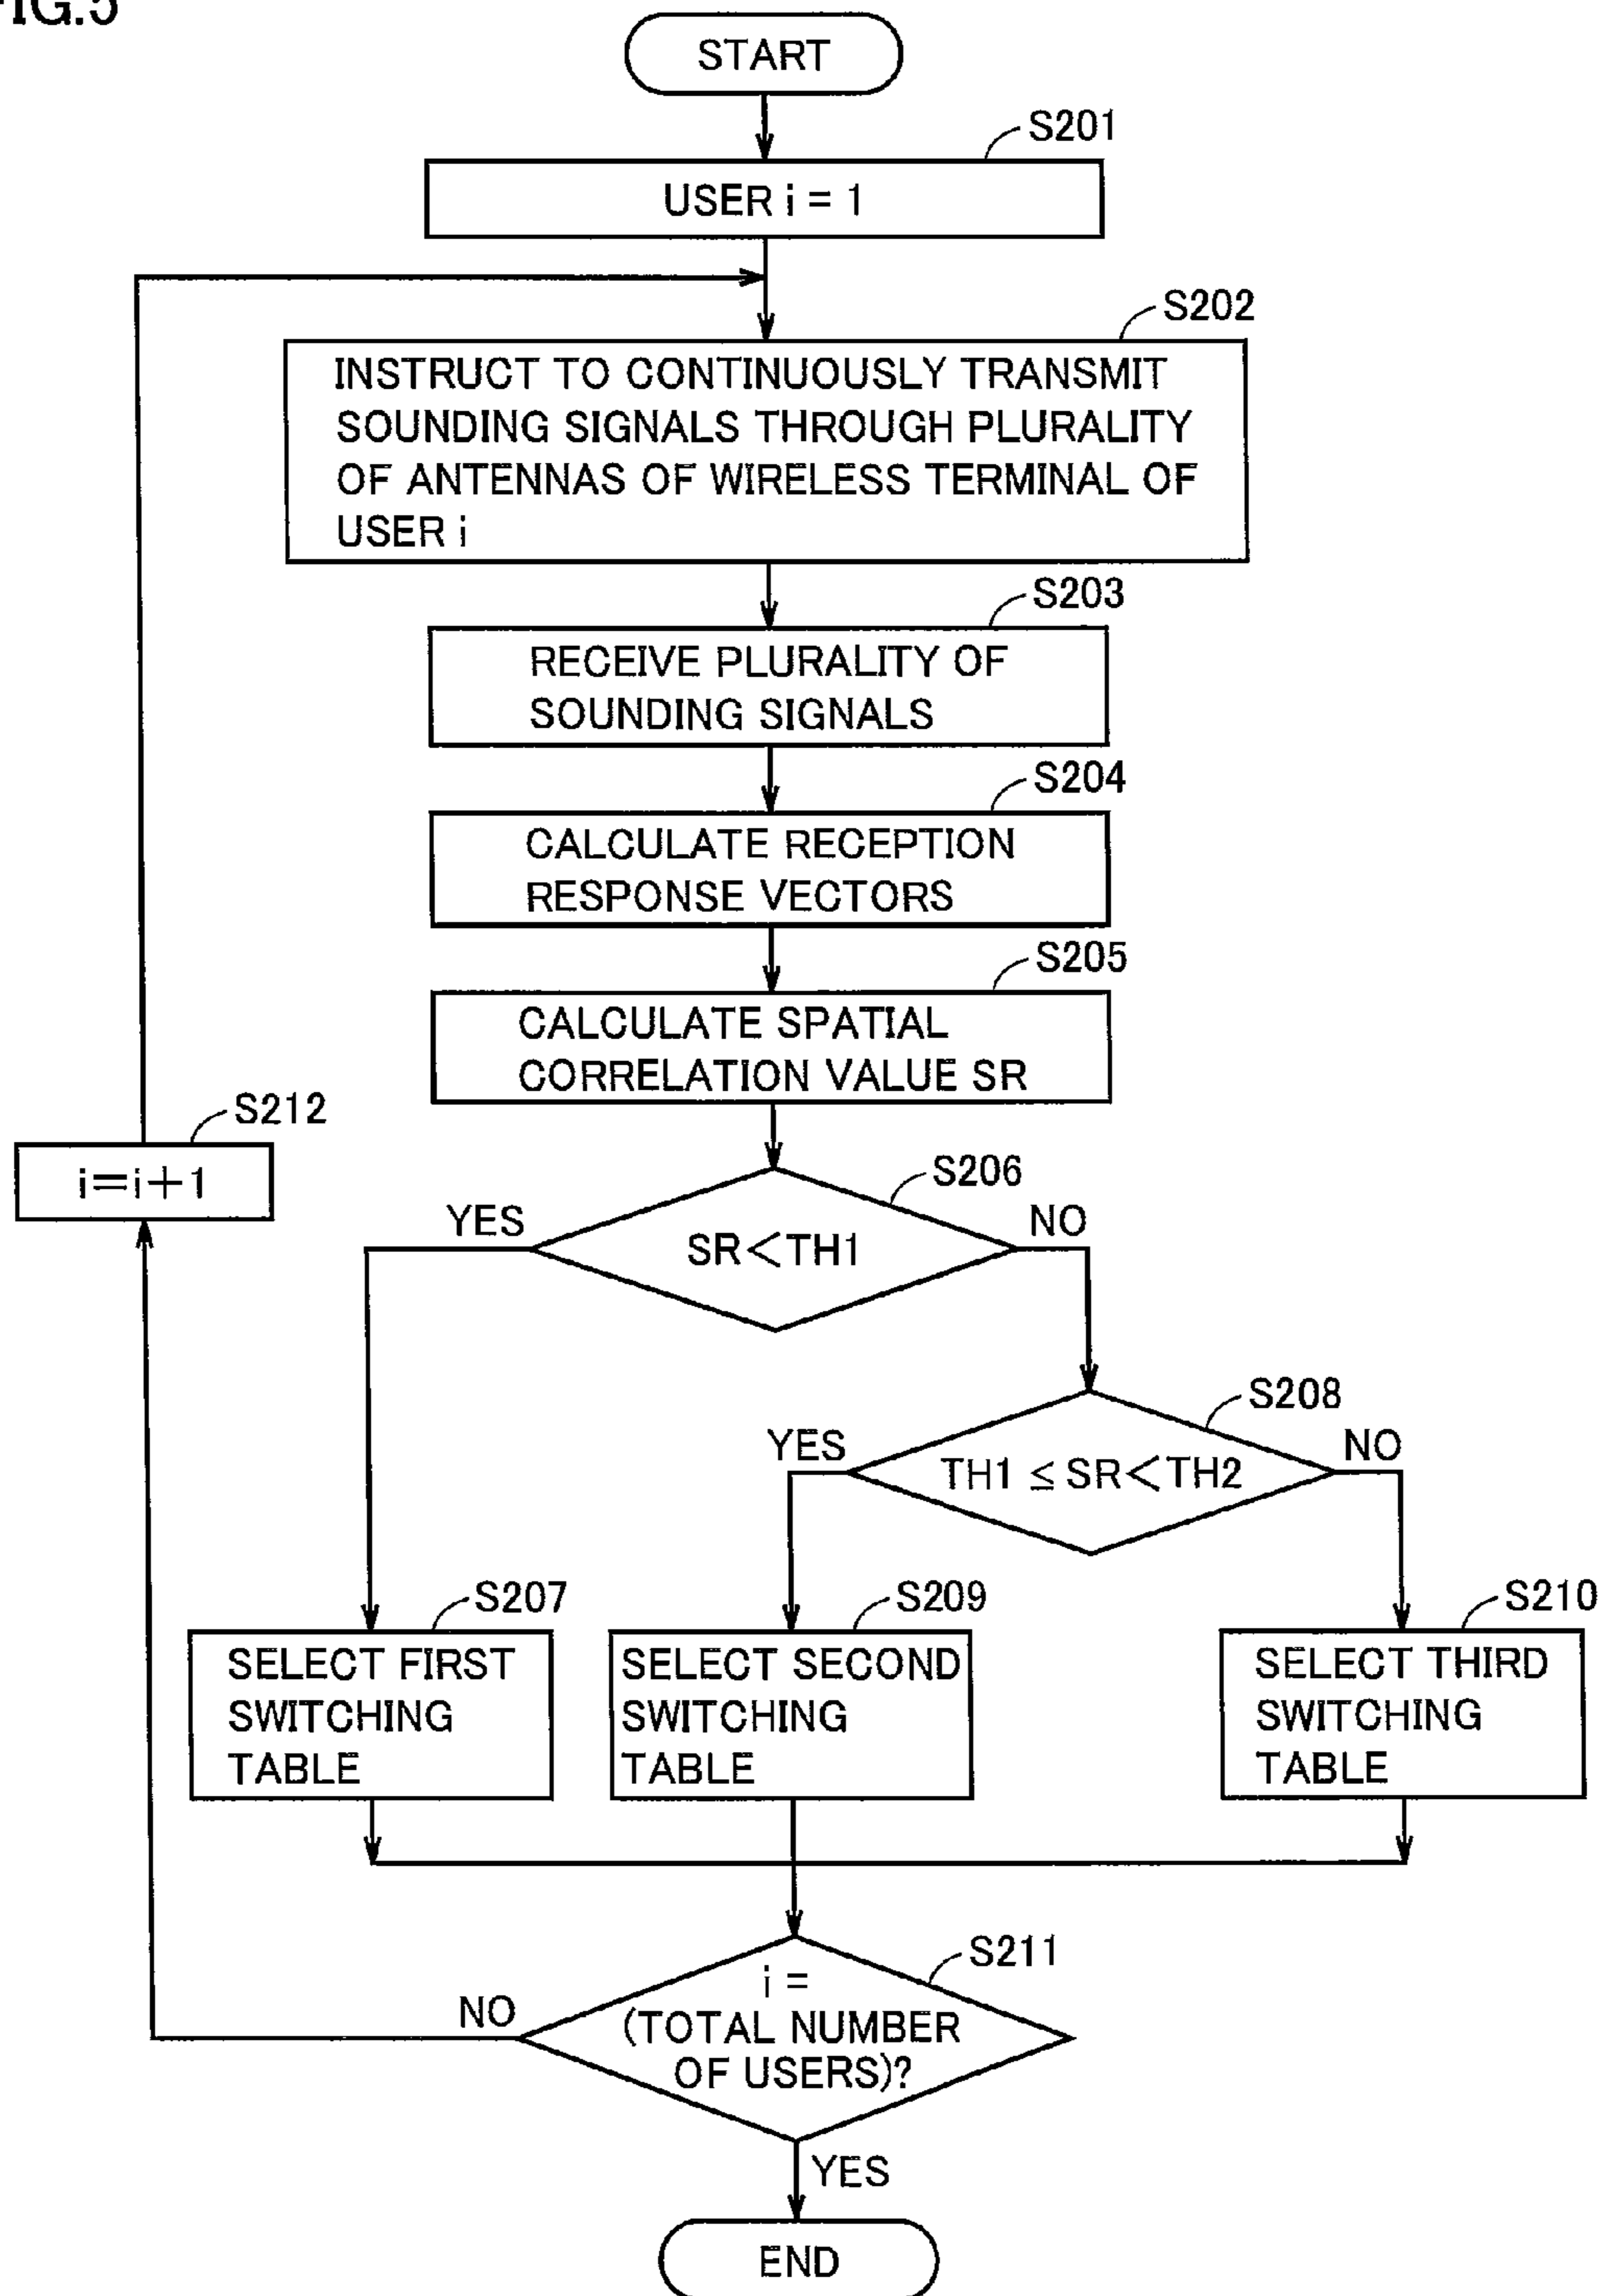 FIG.5
START
S201
USER i = 1
S202
INSTRUCT TO CONTINUOUSLY TRANSMIT
SOUNDING SIGNALS THROUGH PLURALITY
OF ANTENNAS OF WIRELESS TERMINAL OF
USER i
S203
RECEIVE PLURALITY OF
SOUNDING SIGNALS
S204
CALCULATE RECEPTION
RESPONSE VECTORS
S205
CALCULATE SPATIAL
CORRELATION VALUE SR
S212
i=i+1
S206
YES
NO
SR<TH1
S208
YES
NO
TH1 ≤ SR<TH2
S207
SELECT FIRST
SWITCHING
TABLE
S209
SELECT SECOND
SWITCHING
TABLE
S210
SELECT THIRD
SWITCHING
TABLE
S211
i =
(TOTAL NUMBER
OF USERS)?
NO
YES
END